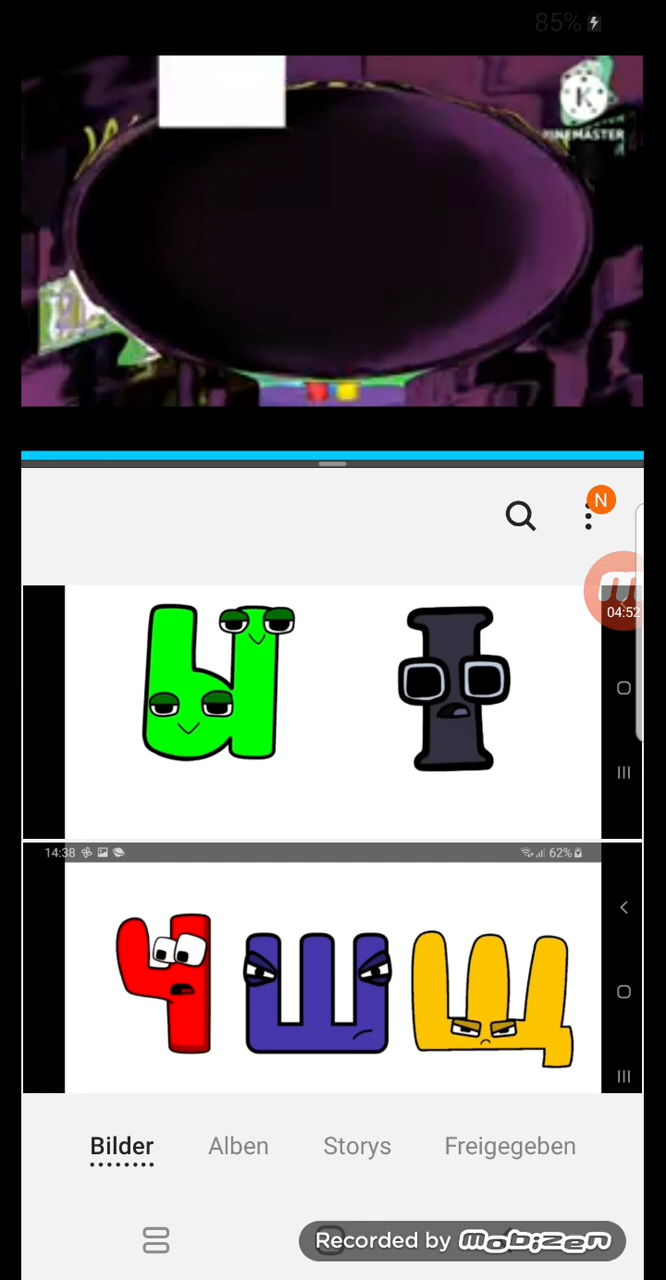 85%
K
KINEMASTER
N
04:52
Ы І
14:38 62%
Ч Ш Щ
Bilder Alben Storys Freigegeben
Recorded by mobizen